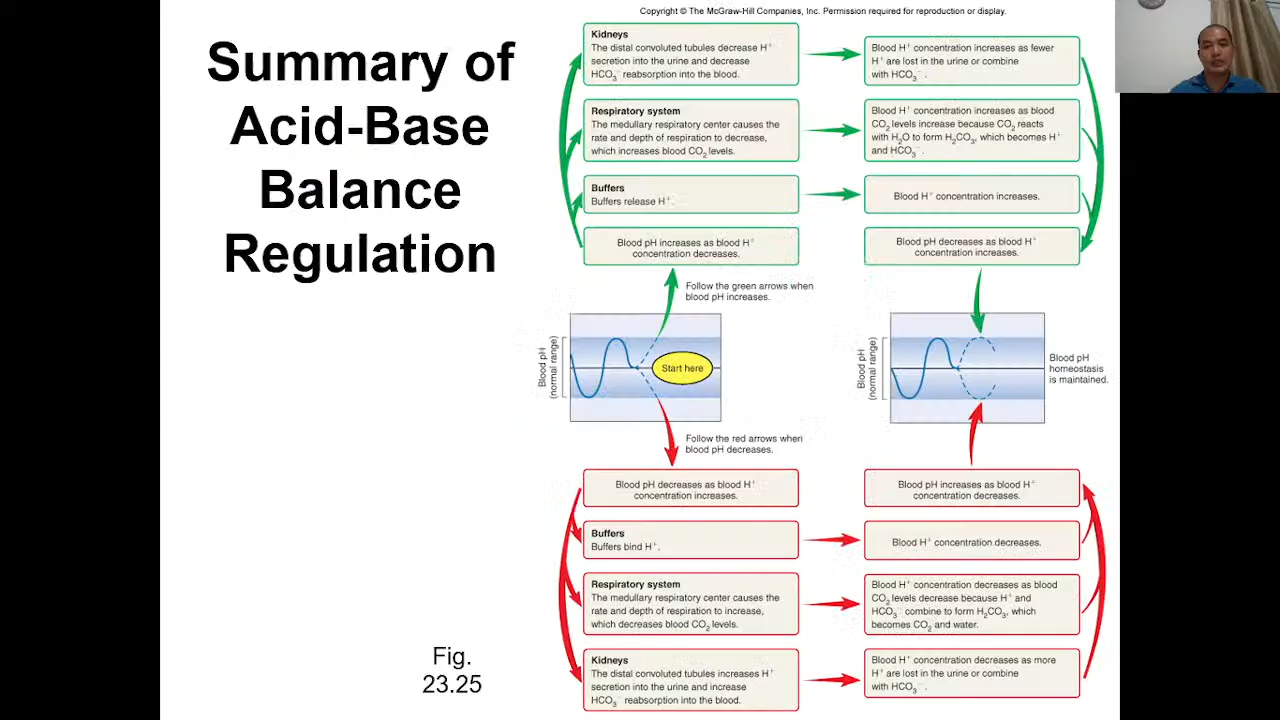 Copyright © The McGraw-Hill Companies, Inc. Permission required for reproduction or display.
Summary of
Acid-Base
Balance
Regulation
Kidneys
The distal convoluted tubules decrease H⁺
secretion into the urine and decrease
HCO₃⁻ reabsorption into the blood.
Blood H⁺ concentration increases as fewer
H⁺ are lost in the urine or combine
with HCO₃⁻.
Respiratory system
The medullary respiratory center causes the
rate and depth of respiration to decrease,
which increases blood CO₂ levels.
Blood H⁺ concentration increases as blood
CO₂ levels increase because CO₂ reacts
with H₂O to form H₂CO₃, which becomes H⁺
and HCO₃⁻.
Buffers
Buffers release H⁺.
Blood H⁺ concentration increases.
Blood pH increases as blood H⁺
concentration decreases.
Blood pH decreases as blood H⁺
concentration increases.
Follow the green arrows when
blood pH increases.
Blood pH
(normal range)
Start here
Blood pH
(normal range)
Blood pH
homeostasis
is maintained.
Follow the red arrows when
blood pH decreases.
Blood pH decreases as blood H⁺
concentration increases.
Blood pH increases as blood H⁺
concentration decreases.
Buffers
Buffers bind H⁺.
Blood H⁺ concentration decreases.
Respiratory system
The medullary respiratory center causes the
rate and depth of respiration to increase,
which decreases blood CO₂ levels.
Blood H⁺ concentration decreases as blood
CO₂ levels decrease because H⁺ and
HCO₃⁻ combine to form H₂CO₃, which
becomes CO₂ and water.
Kidneys
The distal convoluted tubules increases H⁺
secretion into the urine and increase
HCO₃⁻ reabsorption into the blood.
Blood H⁺ concentration decreases as more
H⁺ are lost in the urine or combine
with HCO₃⁻.
Fig.
23.25